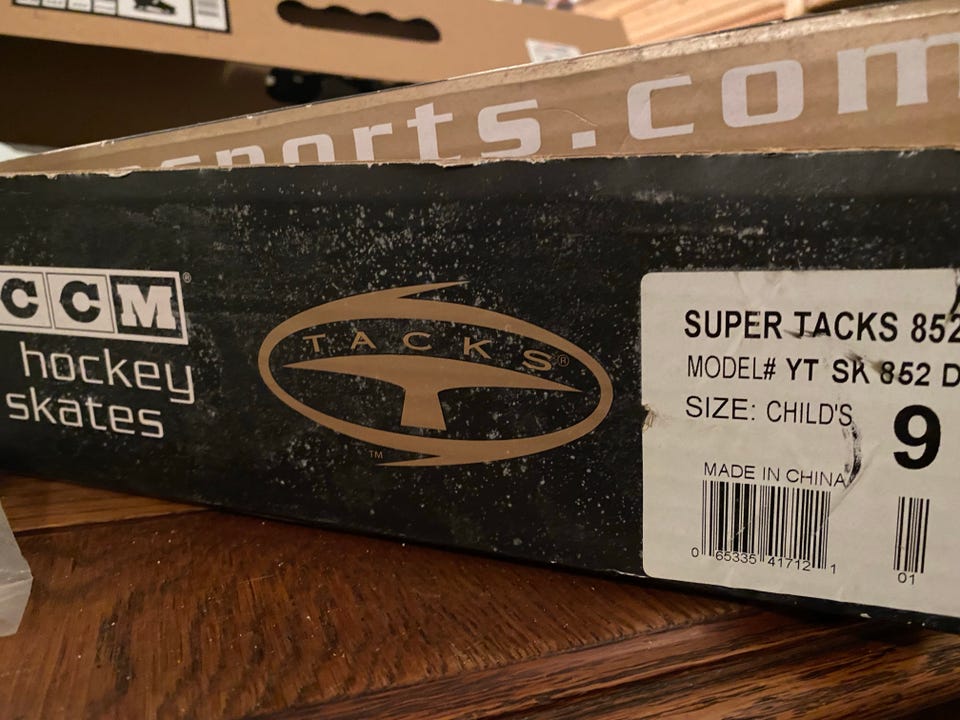 sports.com
CCM®
hockey
skates
TACKS®
TM
SUPER TACKS 852
MODEL# YT SK 852 D
SIZE: CHILD'S
9
MADE IN CHINA
0 65335 41712 1
01